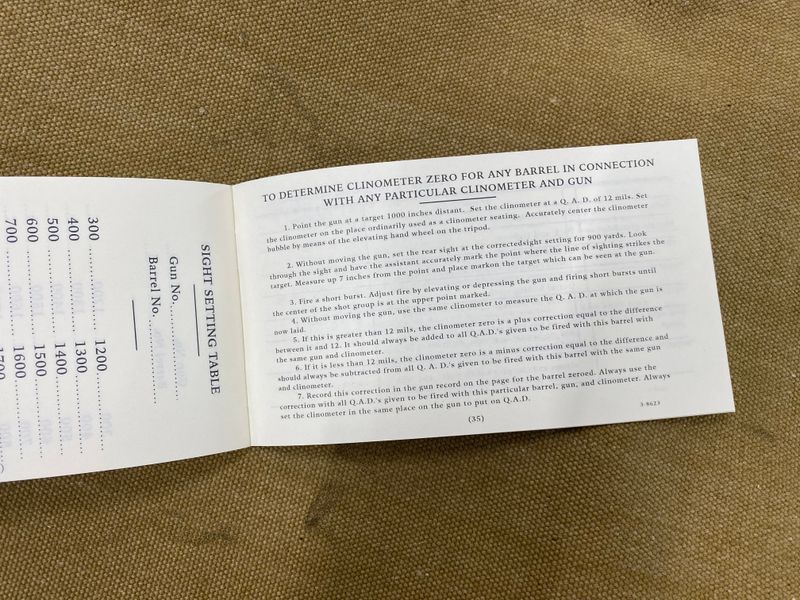 SIGHT SETTING TABLE
Gun No.
Barrel No.
300 1200
400 1300
500 1400
600 1500
700 1600
1700
TO DETERMINE CLINOMETER ZERO FOR ANY BARREL IN CONNECTION
WITH ANY PARTICULAR CLINOMETER AND GUN
1. Point the gun at a target 1000 inches distant. Set the clinometer at a Q. A. D. of 12 mils. Set
the clinometer on the place ordinarily used as a clinometer seating. Accurately center the clinometer
bubble by means of the elevating hand wheel on the tripod.
2. Without moving the gun, set the rear sight at the correctedsight setting for 900 yards. Look
through the sight and have the assistant accurately mark the point where the line of sighting strikes the
target. Measure up 7 inches from the point and place markon the target which can be seen at the gun.
3. Fire a short burst. Adjust fire by elevating or depressing the gun and firing short bursts until
the center of the shot group is at the upper point marked.
4. Without moving gun, use the same clinometer to measure the Q. A. D. at which the gun is
now laid.
5. If this is greater than 12 mils, the clinometer zero is a plus correction equal to the difference
between it and 12. It should always be added to all Q.A.D.'s given to be fired with this barrel with
the same gun and clinometer.
6. If it is less than 12 mils, the clinometer zero is a minus correction equal to the difference and
should always be subtracted from all Q. A. D.'s given to be fired with this barrel with the same gun
and clinometer.
7. Record this correction in the gun record on the page for the barrel zeroed. Always use the
correction with all Q.A.D.'s given to be fired with this particular barrel, gun, and clinometer. Always
set the clinometer in the same place on the gun to put on Q.A.D.
(35)
3-8623